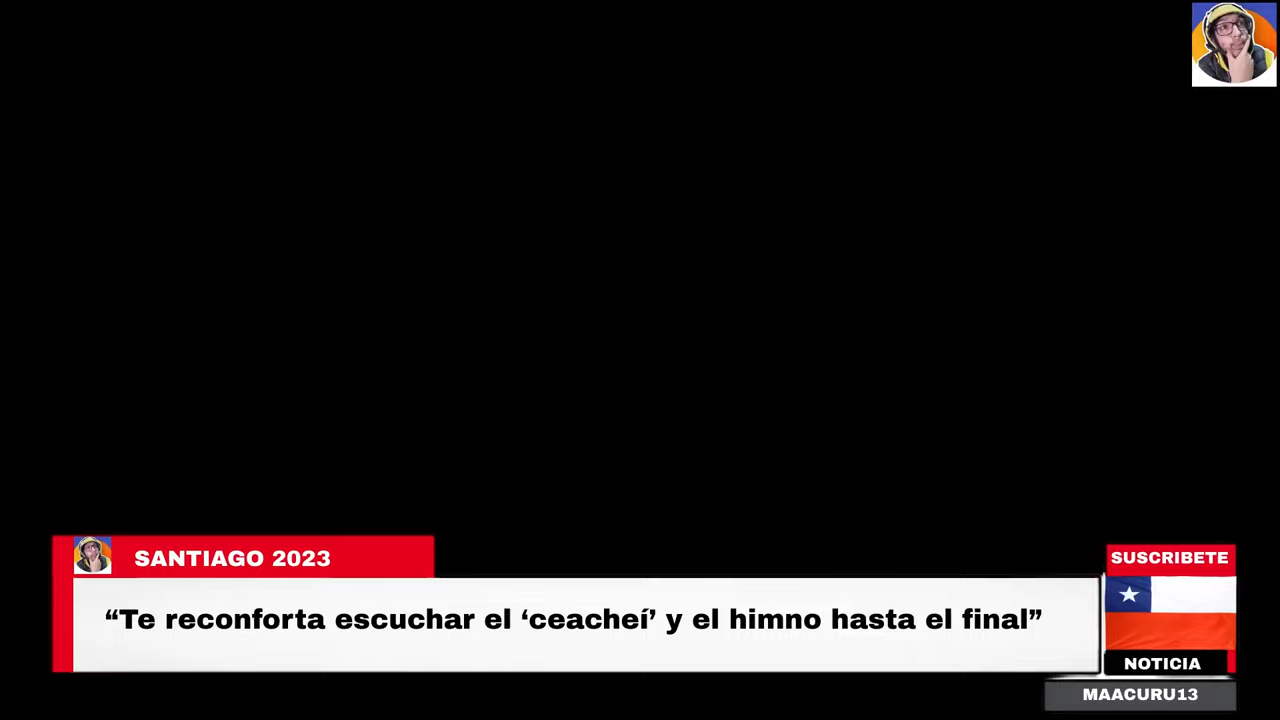 SANTIAGO 2023
“Te reconforta escuchar el ‘ceacheí’ y el himno hasta el final”
SUSCRIBETE
NOTICIA
MAACURU13